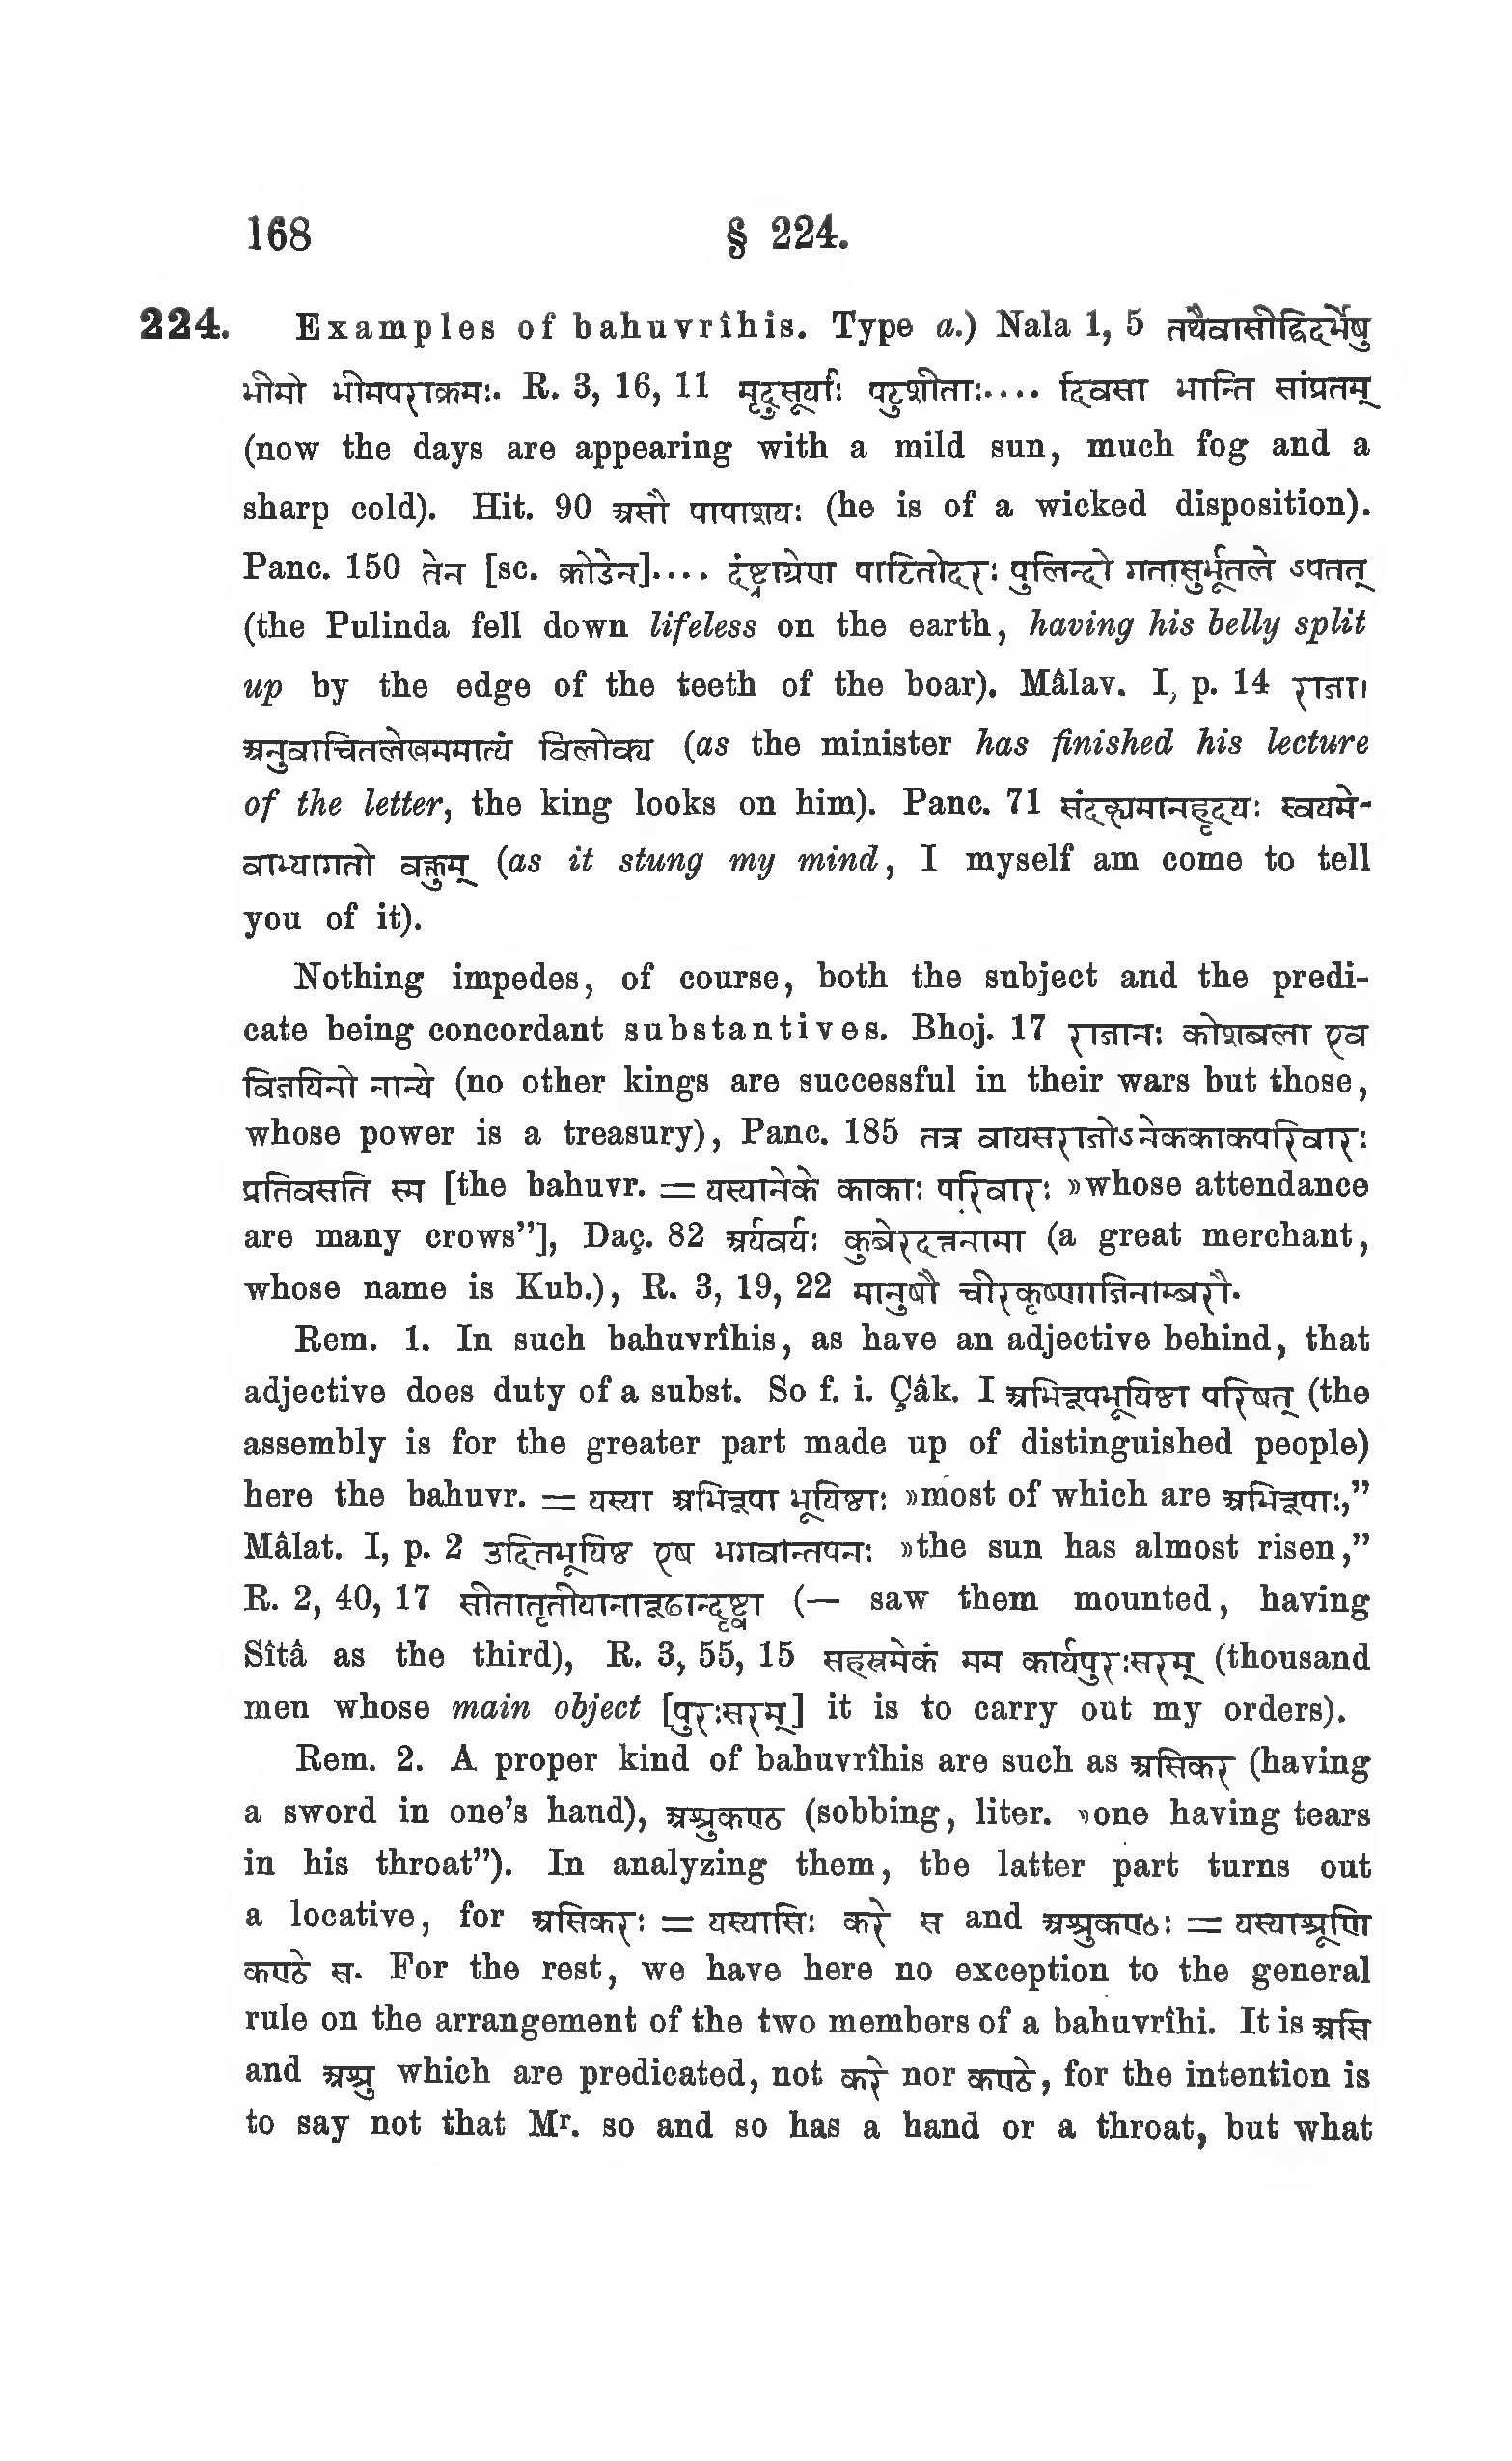 168 § 224.
224. Examples of bahuvrîhis. Type a.) Nala 1, 5 तथैवासीद्विदर्भेषु
भीमो भीमपराक्रमः. R. 3, 16, 11 मृदुसूर्याः पटुशीताः.... दिवसा भान्ति सांप्रतम्
(now the days are appearing with a mild sun, much fog and a
sharp cold). Hit. 90 असौ पापाशयः (he is of a wicked disposition).
Panc. 150 तेन [sc. क्रोडेन].... दंष्ट्राग्रेण पाटितोदरः पुलिन्दो गतासुर्भूतले ऽपतत्
(the Pulinda fell down lifeless on the earth, having his belly split
up by the edge of the teeth of the boar). Mâlav. I, p. 14 राजा।
अनुवाचितलेखममात्यं विलोक्य (as the minister has finished his lecture
of the letter, the king looks on him). Panc. 71 संदह्यमानहृदयः स्वयमे-
वाभ्यागतो वक्तुम् (as it stung my mind, I myself am come to tell
you of it).
Nothing impedes, of course, both the subject and the predi-
cate being concordant substantives. Bhoj. 17 राजानः कोशबला एव
विजयिनो नान्ये (no other kings are successful in their wars but those,
whose power is a treasury), Panc. 185 तत्र वायसराजोऽनेककाकपरिवारः
प्रतिवसति स्म [the bahuvr. = यस्यानेके काकाः परिवारः »whose attendance
are many crows”], Daç. 82 अर्यवर्यः कुबेरदत्तनामा (a great merchant,
whose name is Kub.), R. 3, 19, 22 मानुषौ चीरकृष्णाजिनाम्बरौ.
Rem. 1. In such bahuvrîhis, as have an adjective behind, that
adjective does duty of a subst. So f. i. Çâk. I अभिरूपभूयिष्ठा परिषत् (the
assembly is for the greater part made up of distinguished people)
here the bahuvr. = यस्या अभिरूपा भूयिष्ठाः »most of which are अभिरूपाः,”
Mâlat. I, p. 2 उदितभूयिष्ठ एष भगवान्तपनः »the sun has almost risen,”
R. 2, 40, 17 सीतातृतीयानारूढान्दृष्ट्वा (— saw them mounted, having
Sîtâ as the third), R. 3, 55, 15 सहस्रमेकं मम कार्यपुरःसरम् (thousand
men whose main object [पुरःसरम्] it is to carry out my orders).
Rem. 2. A proper kind of bahuvrîhis are such as असिकर (having
a sword in one’s hand), अश्रुकण्ठ (sobbing, liter. »one having tears
in his throat”). In analyzing them, the latter part turns out
a locative, for असिकरः = यस्यासिः करे स and अश्रुकण्ठः = यस्याश्रूणि
कण्ठे स. For the rest, we have here no exception to the general
rule on the arrangement of the two members of a bahuvrîhi. It is असि
and अश्रु which are predicated, not करे nor कण्ठे, for the intention is
to say not that Mr. so and so has a hand or a throat, but what